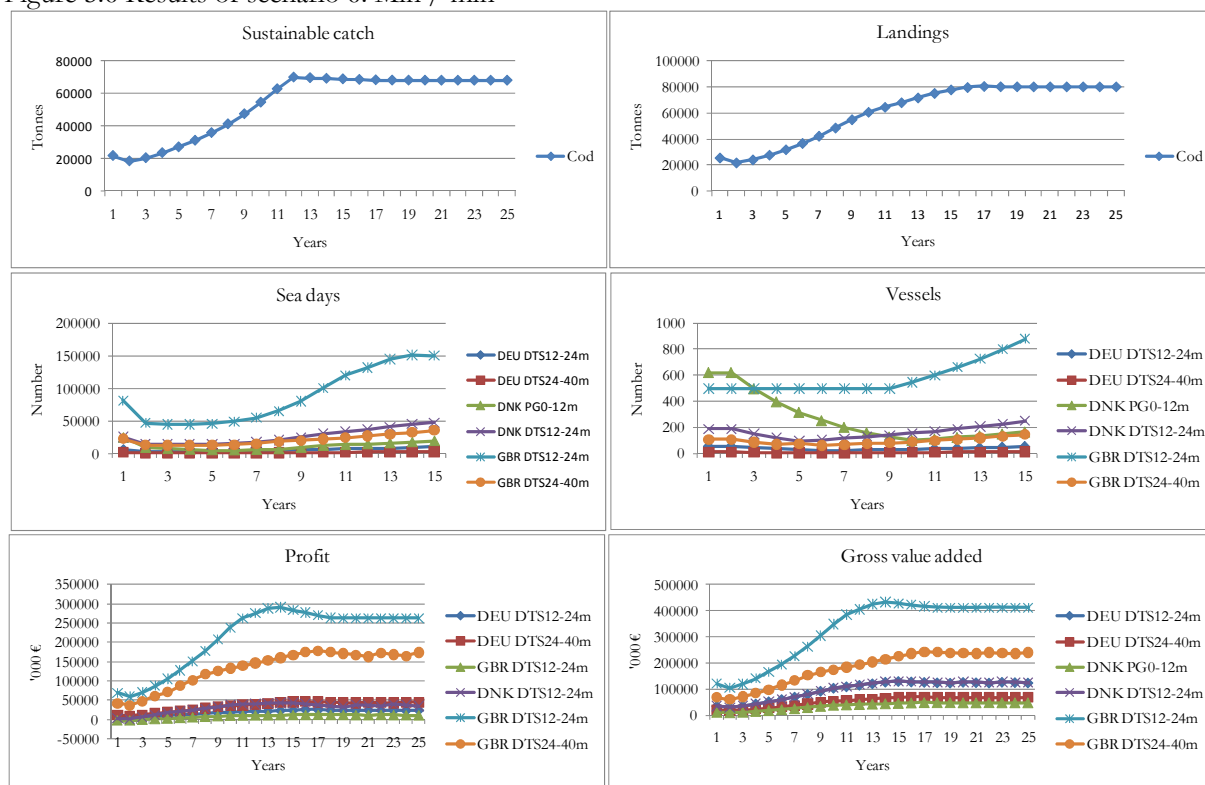 Figure Results of scenario Min / min
Sustainable catch
80000
60000
40000
20000
0
Tonnes
1 3 5 7 9 11 13 15 17 19 21 23 25
Years
Cod
Landings
100000
80000
60000
40000
20000
0
Tonnes
1 3 5 7 9 11 13 15 17 19 21 23 25
Years
Cod
Sea days
200000
150000
100000
50000
0
Number
1 3 5 7 9 11 13 15
Years
DEU DTS12-24m
DEU DTS24-40m
DNK PG0-12m
DNK DTS12-24m
GBR DTS12-24m
GBR DTS24-40m
Vessels
1000
800
600
400
200
0
Number
1 3 5 7 9 11 13 15
Years
DEU DTS12-24m
DEU DTS24-40m
DNK PG0-12m
DNK DTS12-24m
GBR DTS12-24m
GBR DTS24-40m
Profit
350000
300000
250000
200000
150000
100000
50000
0
-50000
'000 €
1 3 5 7 9 11 13 15 17 19 21 23 25
Years
DEU DTS12-24m
DEU DTS24-40m
GBR DTS12-24m
DNK DTS12-24m
GBR DTS12-24m
GBR DTS24-40m
Gross value added
500000
400000
300000
200000
100000
0
'000 €
1 3 5 7 9 11 13 15 17 19 21 23 25
Years
DEU DTS12-24m
DEU DTS24-40m
DNK PG0-12m
DNK DTS12-24m
GBR DTS12-24m
GBR DTS24-40m